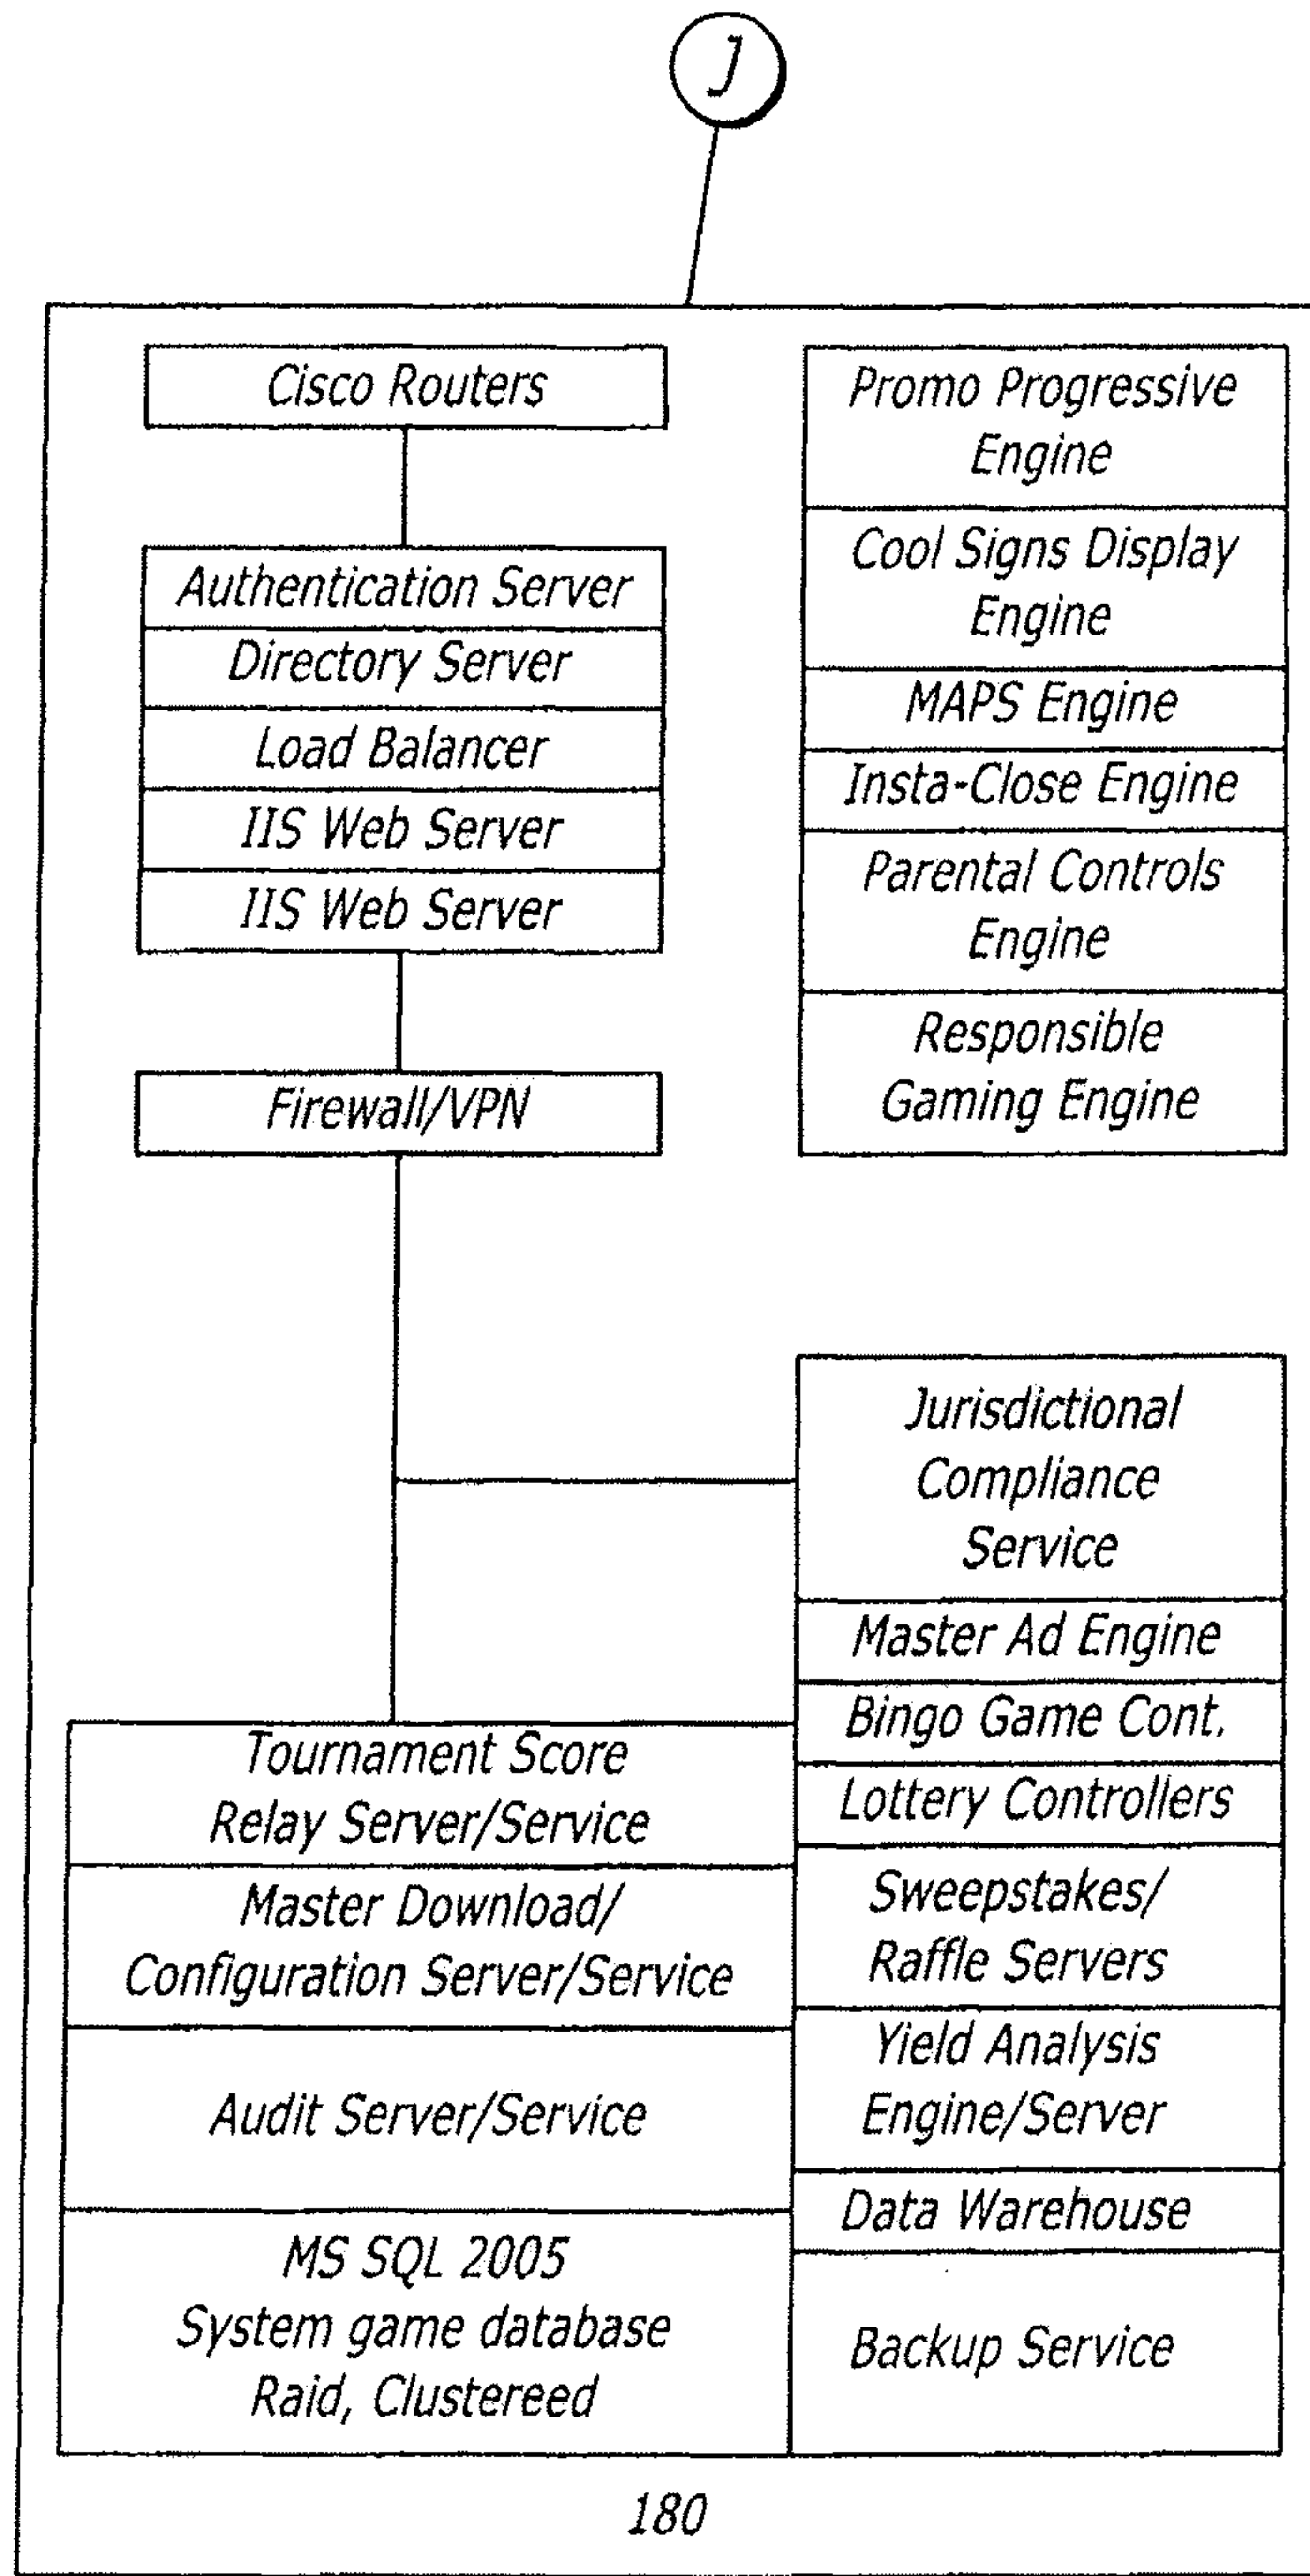 J
Cisco Routers
Authentication Server
Directory Server
Load Balancer
IIS Web Server
IIS Web Server
Firewall/VPN
Promo Progressive
Engine
Cool Signs Display
Engine
MAPS Engine
Insta-Close Engine
Parental Controls
Engine
Responsible
Gaming Engine
Jurisdictional
Compliance
Service
Master Ad Engine
Bingo Game Cont.
Lottery Controllers
Sweepstakes/
Raffle Servers
Yield Analysis
Engine/Server
Data Warehouse
Backup Service
Tournament Score
Relay Server/Service
Master Download/
Configuration Server/Service
Audit Server/Service
MS SQL 2005
System game database
Raid, Clustereed
180